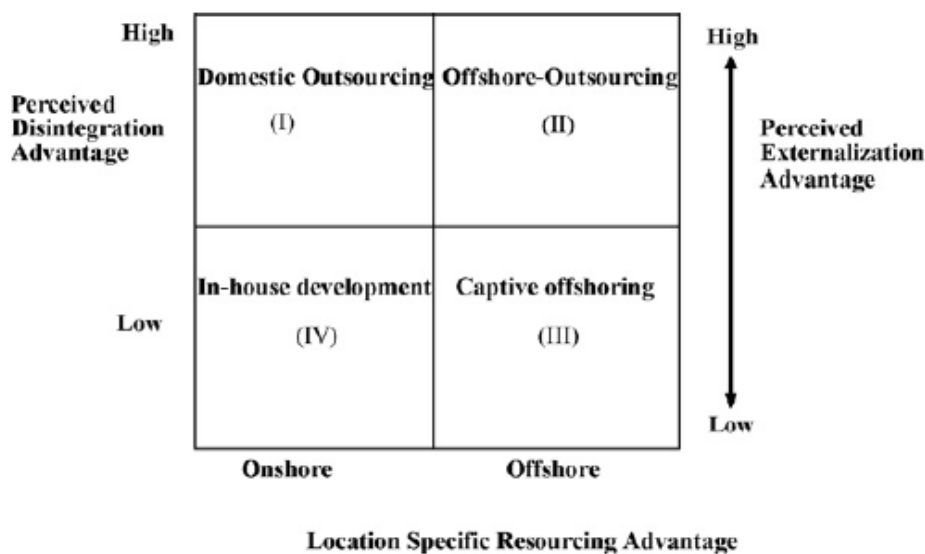 High
High
Domestic Outsourcing
Offshore-Outsourcing
Perceived
Disintegration
Advantage
(I)
(II)
Perceived
Externalization
Advantage
In-house development
Captive offshoring
Low
(IV)
(III)
Low
Onshore
Offshore
Location Specific Resourcing Advantage